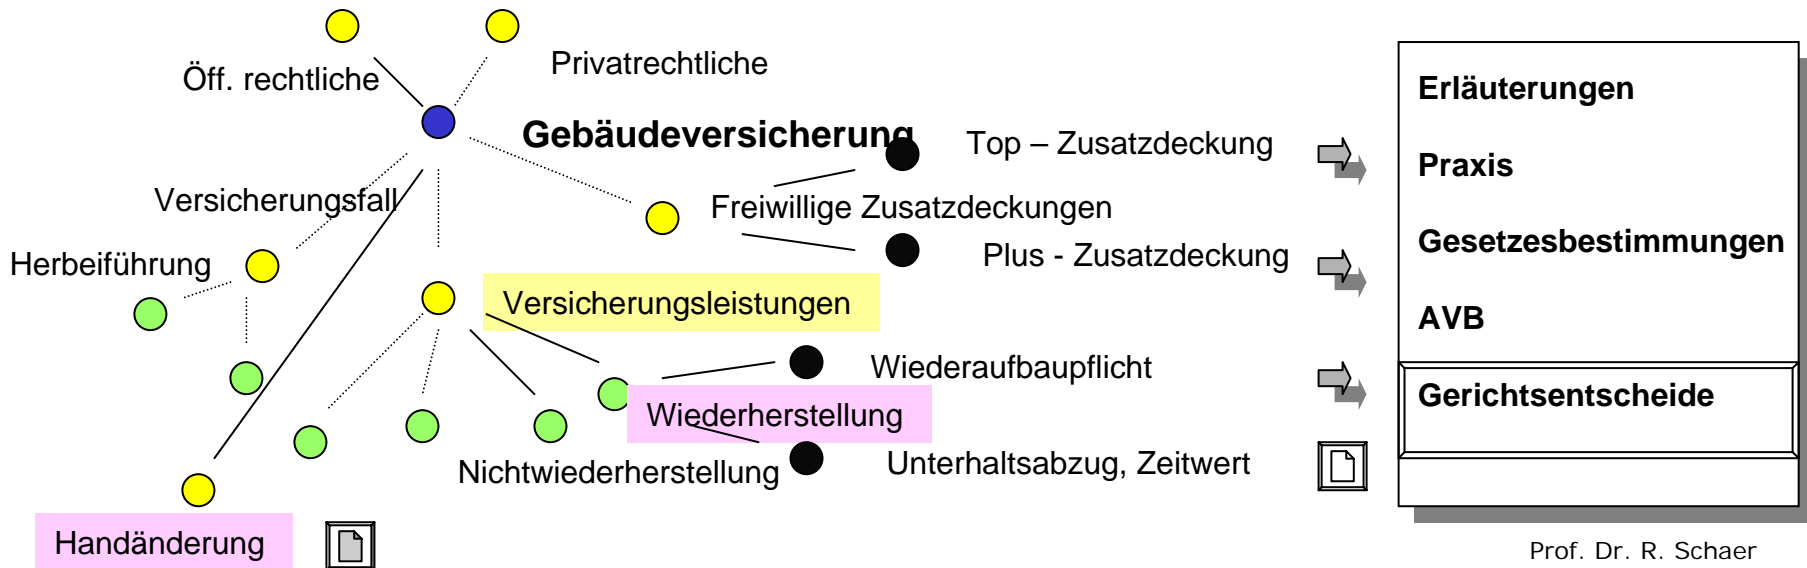 Öff. rechtliche
Privatrechtliche
Gebäudeversicherung
Top – Zusatzdeckung
Versicherungsfall
Freiwillige Zusatzdeckungen
Herbeiführung
Plus - Zusatzdeckung
Versicherungsleistungen
Wiederaufbaupflicht
Wiederherstellung
Nichtwiederherstellung
Unterhaltsabzug, Zeitwert
Handänderung
Erläuterungen
Praxis
Gesetzesbestimmungen
AVB
Gerichtsentscheide
Prof. Dr. R. Schaer